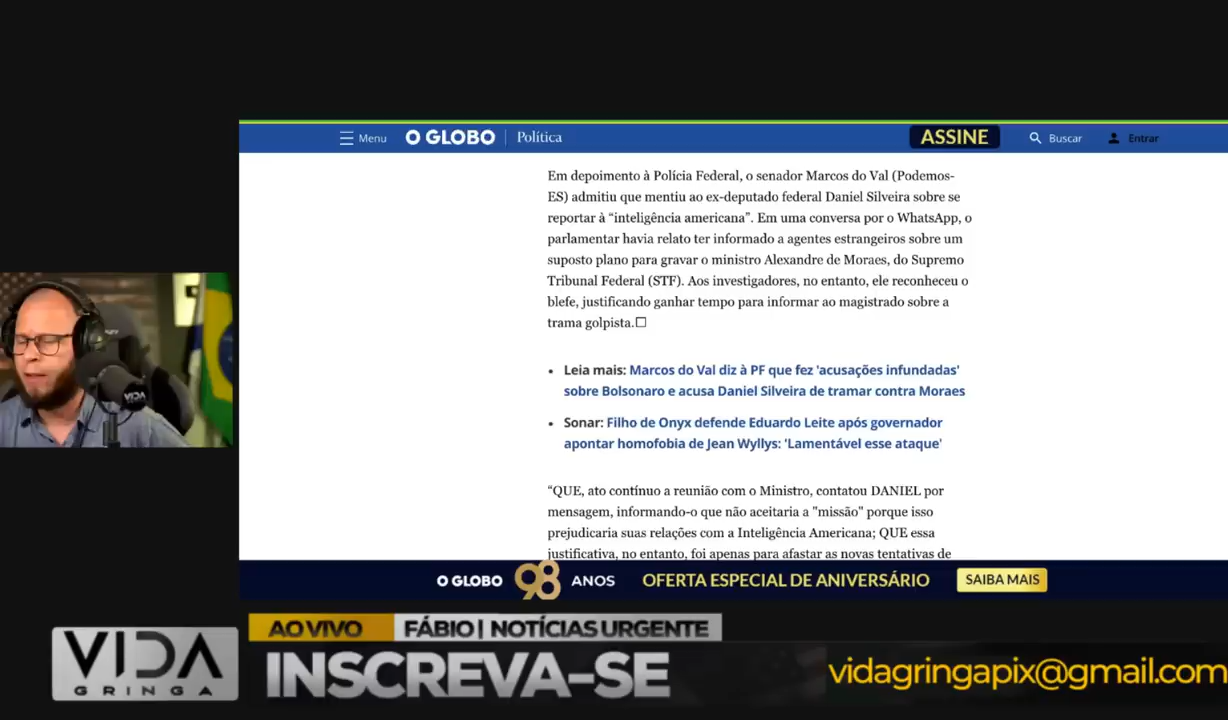 Menu
O GLOBO
Política
ASSINE
Buscar
Entrar
Em depoimento à Polícia Federal, o senador Marcos do Val (Podemos-
ES) admitiu que mentiu ao ex-deputado federal Daniel Silveira sobre se
reportar à “inteligência americana”. Em uma conversa por o WhatsApp, o
parlamentar havia relato ter informado a agentes estrangeiros sobre um
suposto plano para gravar o ministro Alexandre de Moraes, do Supremo
Tribunal Federal (STF). Aos investigadores, no entanto, ele reconheceu o
blefe, justificando ganhar tempo para informar ao magistrado sobre a
trama golpista.
Leia mais: Marcos do Val diz à PF que fez 'acusações infundadas'
sobre Bolsonaro e acusa Daniel Silveira de tramar contra Moraes
Sonar: Filho de Onyx defende Eduardo Leite após governador
apontar homofobia de Jean Wyllys: 'Lamentável esse ataque'
“QUE, ato contínuo a reunião com o Ministro, contatou DANIEL por
mensagem, informando-o que não aceitaria a "missão" porque isso
prejudicaria suas relações com a Inteligência Americana; QUE essa
justificativa, no entanto, foi apenas para afastar as novas tentativas de
O GLOBO 98 ANOS OFERTA ESPECIAL DE ANIVERSÁRIO SAIBA MAIS
VIDA
AO VIVO FÁBIO | NOTÍCIAS URGENTE
VIDA
GRINGA
INSCREVA-SE
vidagringapix@gmail.com